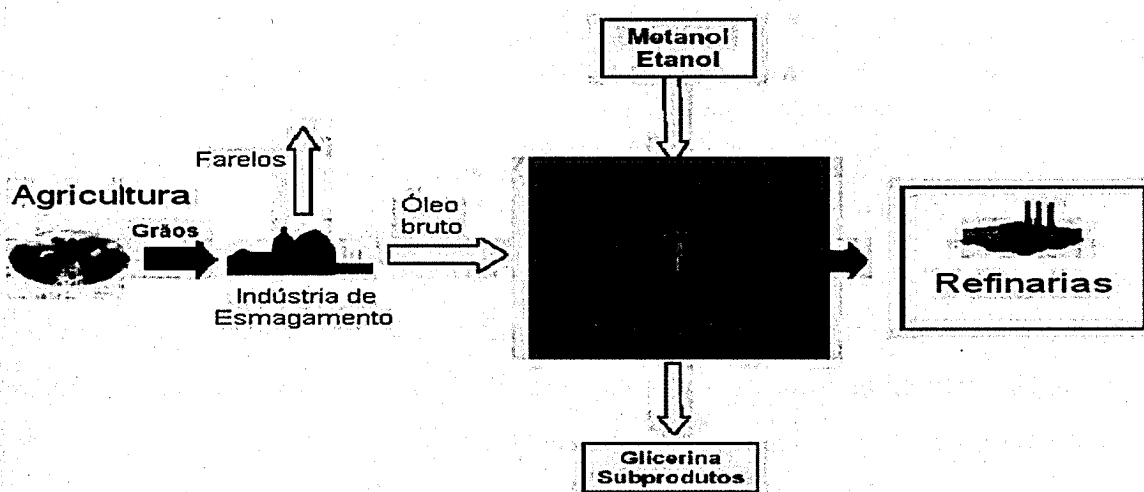 Metanol
Etanol
Farelos
Agricultura
Grãos
Óleo
bruto
Indústria de
Esmagamento
Refinarias
Glicerina
Subprodutos